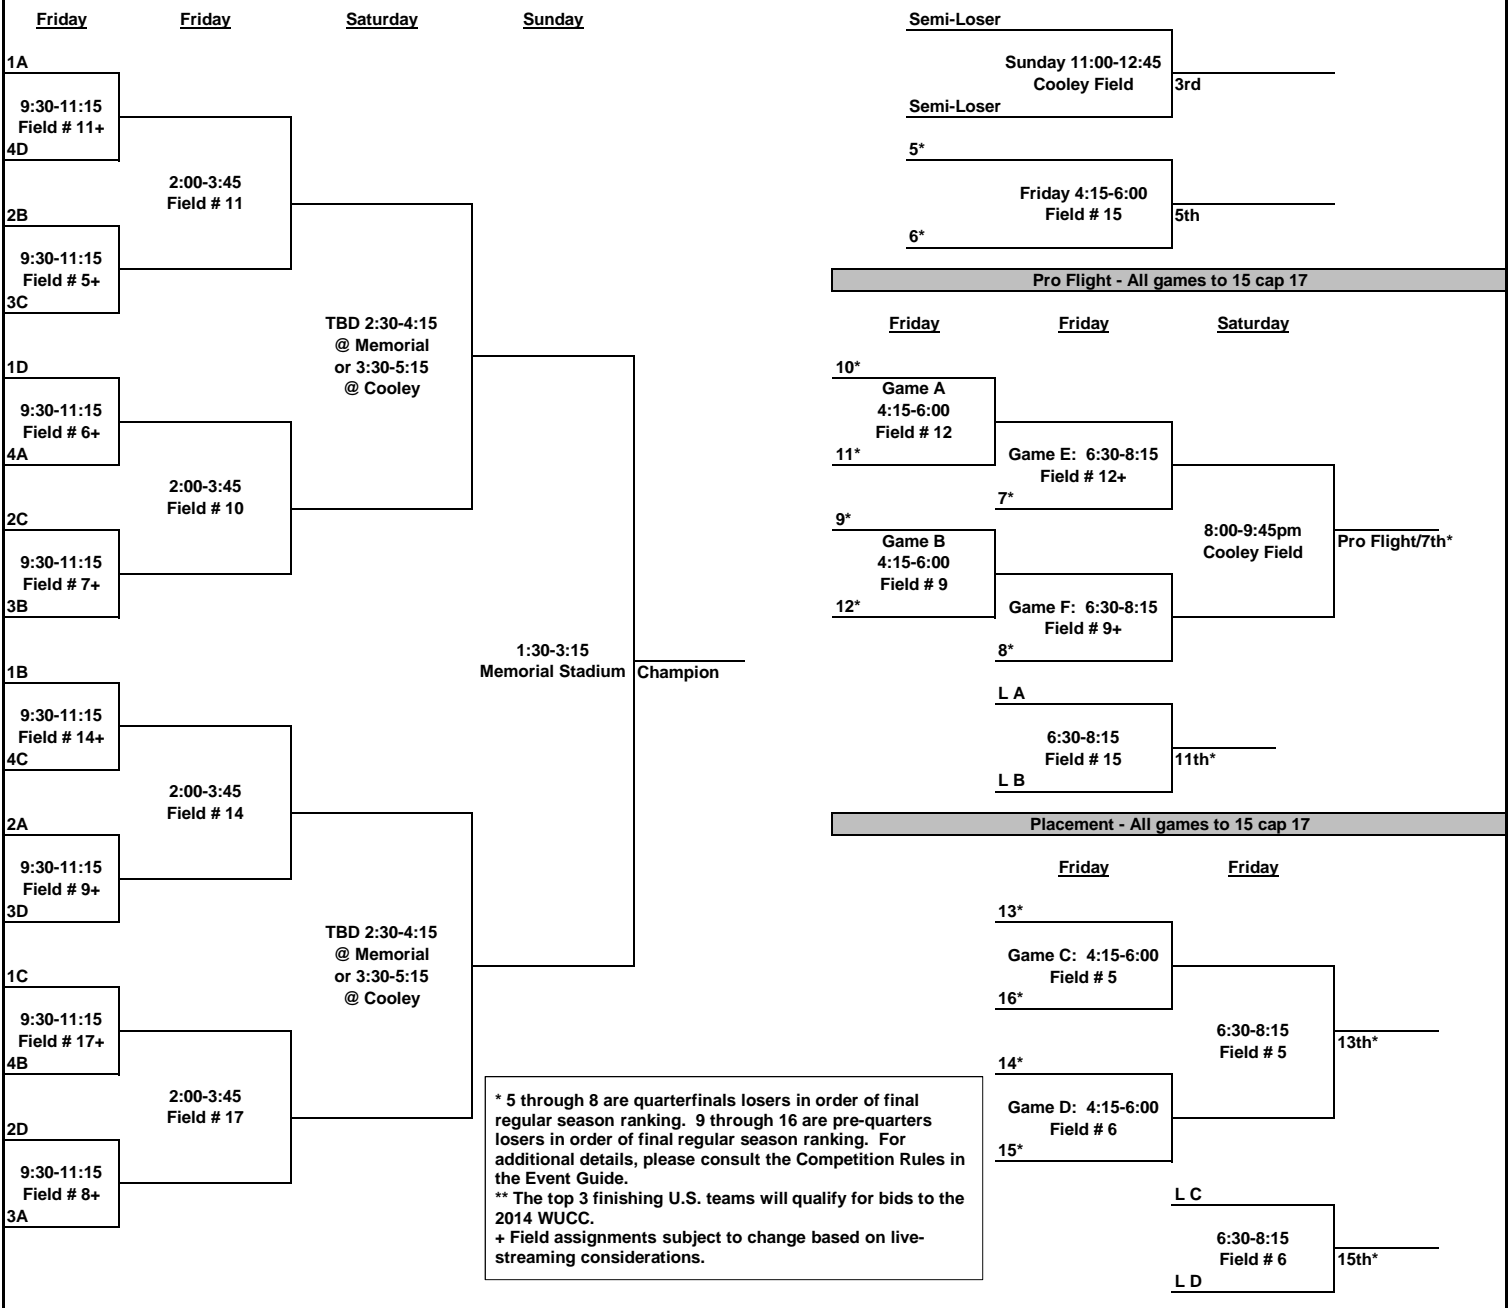 Friday
Friday
Saturday
Sunday
1A
9:30-11:15
Field # 11+
4D
2:00-3:45
Field # 11
2B
9:30-11:15
Field # 5+
3C
TBD 2:30-4:15
@ Memorial
or 3:30-5:15
@ Cooley
1D
9:30-11:15
Field # 6+
4A
2:00-3:45
Field # 10
2C
9:30-11:15
Field # 7+
3B
1:30-3:15
Memorial Stadium
Champion
1B
9:30-11:15
Field # 14+
4C
2:00-3:45
Field # 14
2A
9:30-11:15
Field # 9+
3D
TBD 2:30-4:15
@ Memorial
or 3:30-5:15
@ Cooley
1C
9:30-11:15
Field # 17+
4B
2:00-3:45
Field # 17
2D
9:30-11:15
Field # 8+
3A
* 5 through 8 are quarterfinals losers in order of final
regular season ranking. 9 through 16 are pre-quarters
losers in order of final regular season ranking. For
additional details, please consult the Competition Rules in
the Event Guide.
** The top 3 finishing U.S. teams will qualify for bids to the
2014 WUCC.
+ Field assignments subject to change based on live-
streaming considerations.
Semi-Loser
Sunday 11:00-12:45
Cooley Field
3rd
Semi-Loser
5*
Friday 4:15-6:00
Field # 15
5th
6*
Pro Flight - All games to 15 cap 17
Friday
Friday
Saturday
10*
Game A
4:15-6:00
Field # 12
11*
Game E: 6:30-8:15
Field # 12+
7*
9*
Game B
4:15-6:00
Field # 9
12*
8:00-9:45pm
Cooley Field
Pro Flight/7th*
Game F: 6:30-8:15
Field # 9+
8*
L A
6:30-8:15
Field # 15
11th*
L B
Placement - All games to 15 cap 17
Friday
Friday
13*
Game C: 4:15-6:00
Field # 5
16*
6:30-8:15
Field # 5
13th*
14*
Game D: 4:15-6:00
Field # 6
15*
L C
6:30-8:15
Field # 6
15th*
L D